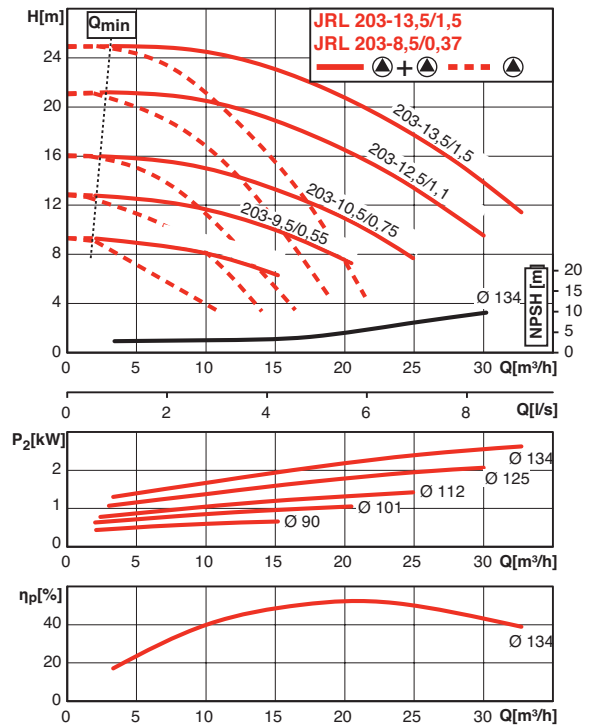 H[m]
Qmin
JRL 203-13,5/1,5
JRL 203-8,5/0,37
+
24
20
16
12
8
4
0
203-13,5/1,5
203-12,5/1,1
203-10,5/0,75
203-9,5/0,55
Ø 134
NPSH [m]
20
15
10
5
0
0 5 10 15 20 25 30 Q[m³/h]
0 2 4 6 8 Q[l/s]
P2[kW]
2
1
0
Ø 134
Ø 125
Ø 112
Ø 101
Ø 90
0 5 10 15 20 25 30 Q[m³/h]
ηp[%]
40
20
0
Ø 134
0 5 10 15 20 25 30 Q[m³/h]